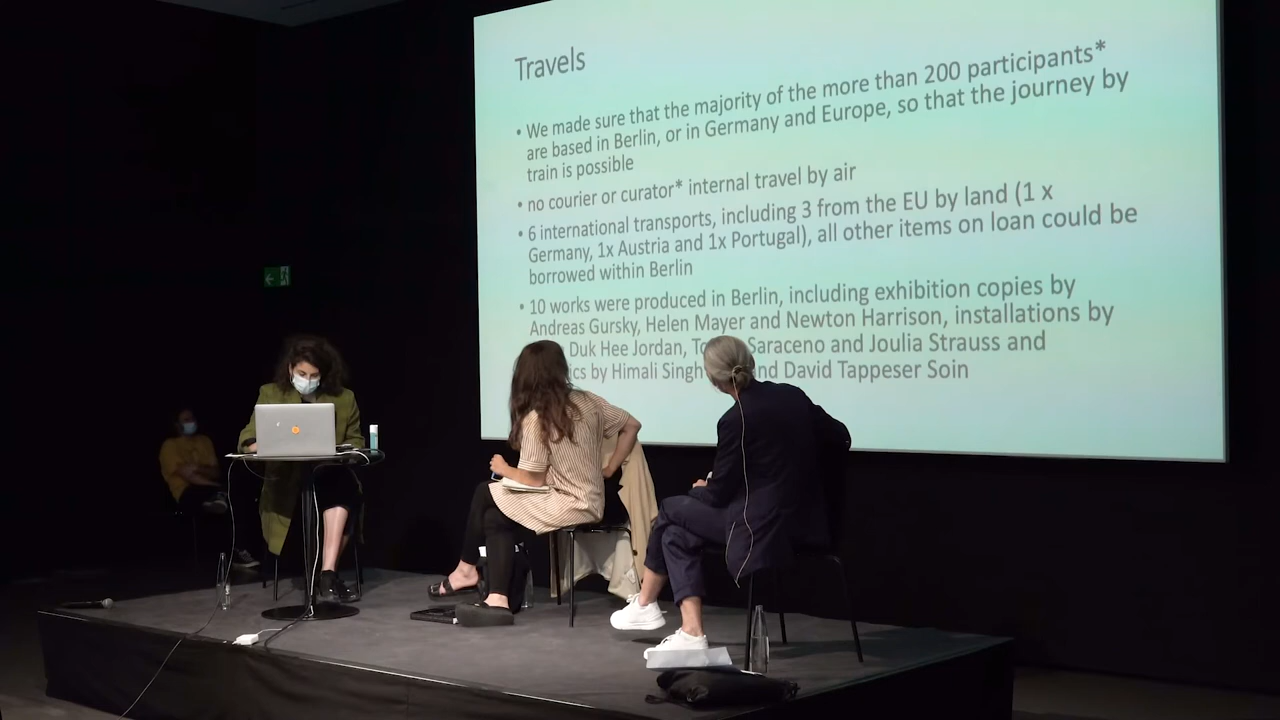 Travels
• We made sure that the majority of the more than 200 participants*
are based in Berlin, or in Germany and Europe, so that the journey by
train is possible
• no courier or curator* internal travel by air
• 6 international transports, including 3 from the EU by land (1 x
Germany, 1x Austria and 1x Portugal), all other items on loan could be
borrowed within Berlin
• 10 works were produced in Berlin, including exhibition copies by
Andreas Gursky, Helen Mayer and Newton Harrison, installations by
Duk Hee Jordan, Saraceno and Joulia Strauss and
by Himali Singh and David Tappeser Soin